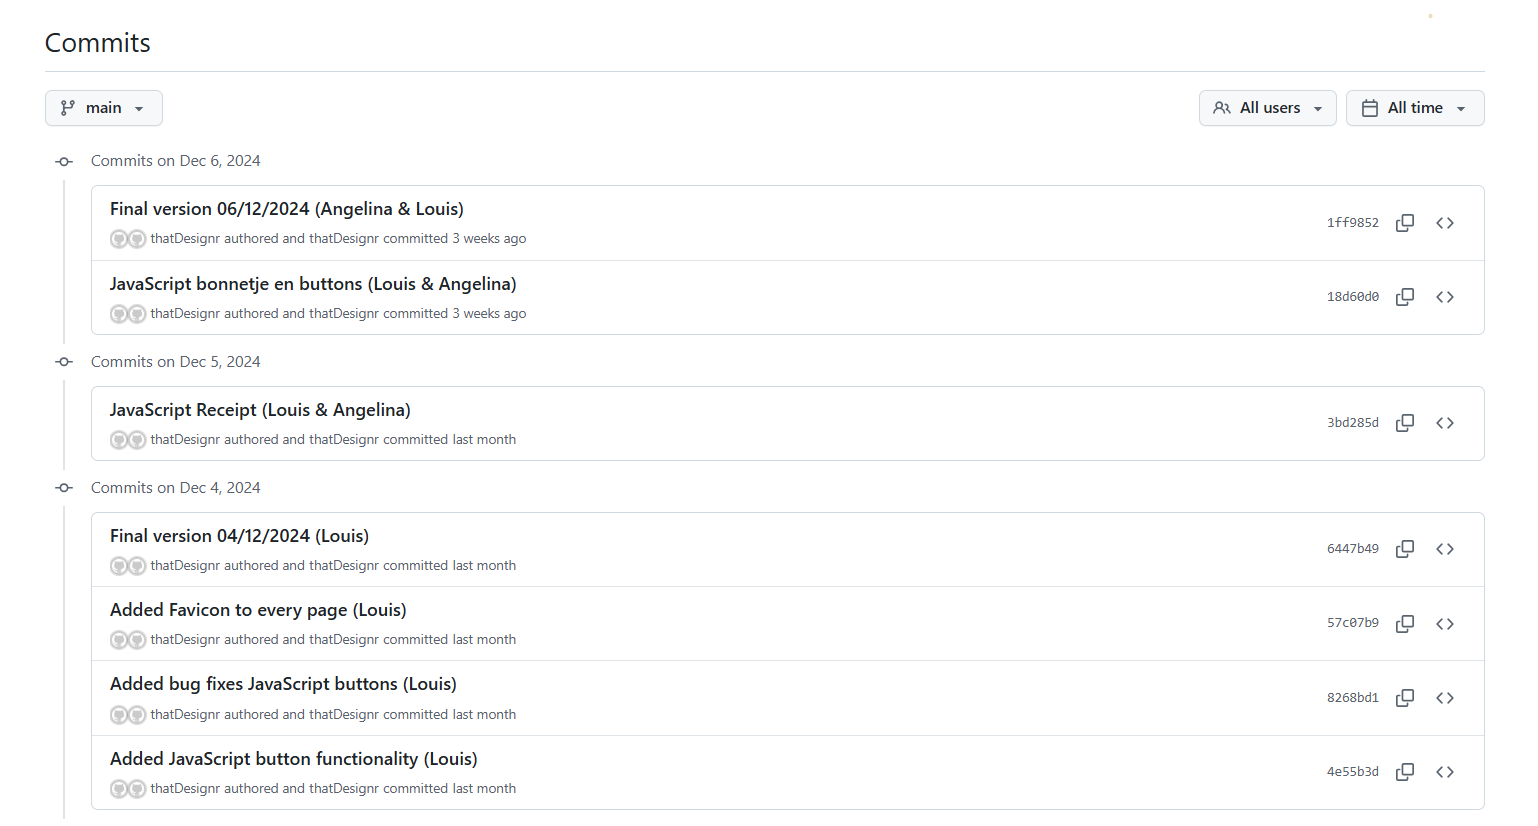 Commits
main
All users
All time
Commits on Dec 6, 2024
Final version 06/12/2024 (Angelina & Louis)
thatDesignr authored and thatDesignr committed 3 weeks ago
1ff9852
JavaScript bonnetje en buttons (Louis & Angelina)
thatDesignr authored and thatDesignr committed 3 weeks ago
18d60d0
Commits on Dec 5, 2024
JavaScript Receipt (Louis & Angelina)
thatDesignr authored and thatDesignr committed last month
3bd285d
Commits on Dec 4, 2024
Final version 04/12/2024 (Louis)
thatDesignr authored and thatDesignr committed last month
6447b49
Added Favicon to every page (Louis)
thatDesignr authored and thatDesignr committed last month
57c07b9
Added bug fixes JavaScript buttons (Louis)
thatDesignr authored and thatDesignr committed last month
8268bd1
Added JavaScript button functionality (Louis)
thatDesignr authored and thatDesignr committed last month
4e55b3d